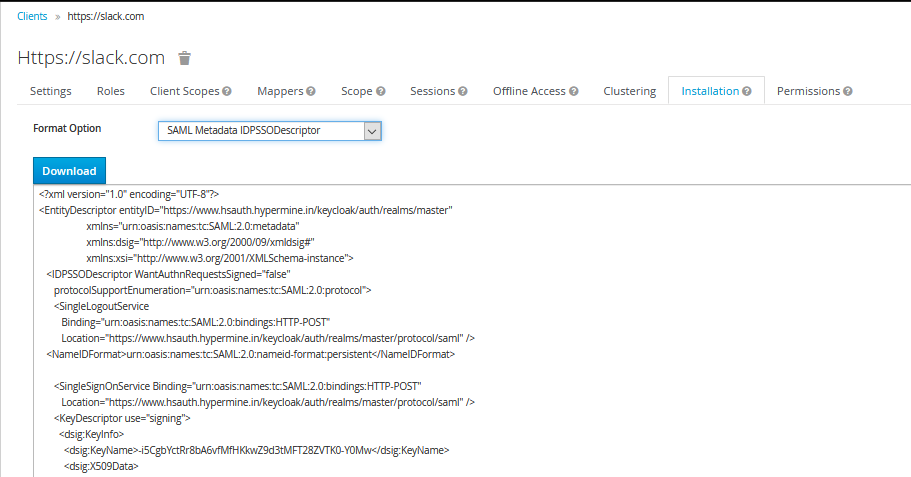 Clients » https://slack.com
Https://slack.com
Settings Roles Client Scopes Mappers Scope Sessions Offline Access Clustering Installation Permissions
Format Option SAML Metadata IDPSSODescriptor
Download
<?xml version="1.0" encoding="UTF-8"?>
<EntityDescriptor entityID="https://www.hsauth.hypermine.in/keycloak/auth/realms/master"
xmlns="urn:oasis:names:tc:SAML:2.0:metadata"
xmlns:dsig="http://www.w3.org/2000/09/xmldsig#"
xmlns:xsi="http://www.w3.org/2001/XMLSchema-instance">
<IDPSSODescriptor WantAuthnRequestsSigned="false"
protocolSupportEnumeration="urn:oasis:names:tc:SAML:2.0:protocol">
<SingleLogoutService
Binding="urn:oasis:names:tc:SAML:2.0:bindings:HTTP-POST"
Location="https://www.hsauth.hypermine.in/keycloak/auth/realms/master/protocol/saml" />
<NameIDFormat>urn:oasis:names:tc:SAML:2.0:nameid-format:persistent</NameIDFormat>
<SingleSignOnService Binding="urn:oasis:names:tc:SAML:2.0:bindings:HTTP-POST"
Location="https://www.hsauth.hypermine.in/keycloak/auth/realms/master/protocol/saml" />
<KeyDescriptor use="signing">
<dsig:KeyInfo>
<dsig:KeyName>-i5CgbYctRr8bA6vfMfHKkwZ9d3tMFT28ZVTK0-Y0Mw</dsig:KeyName>
<dsig:X509Data>